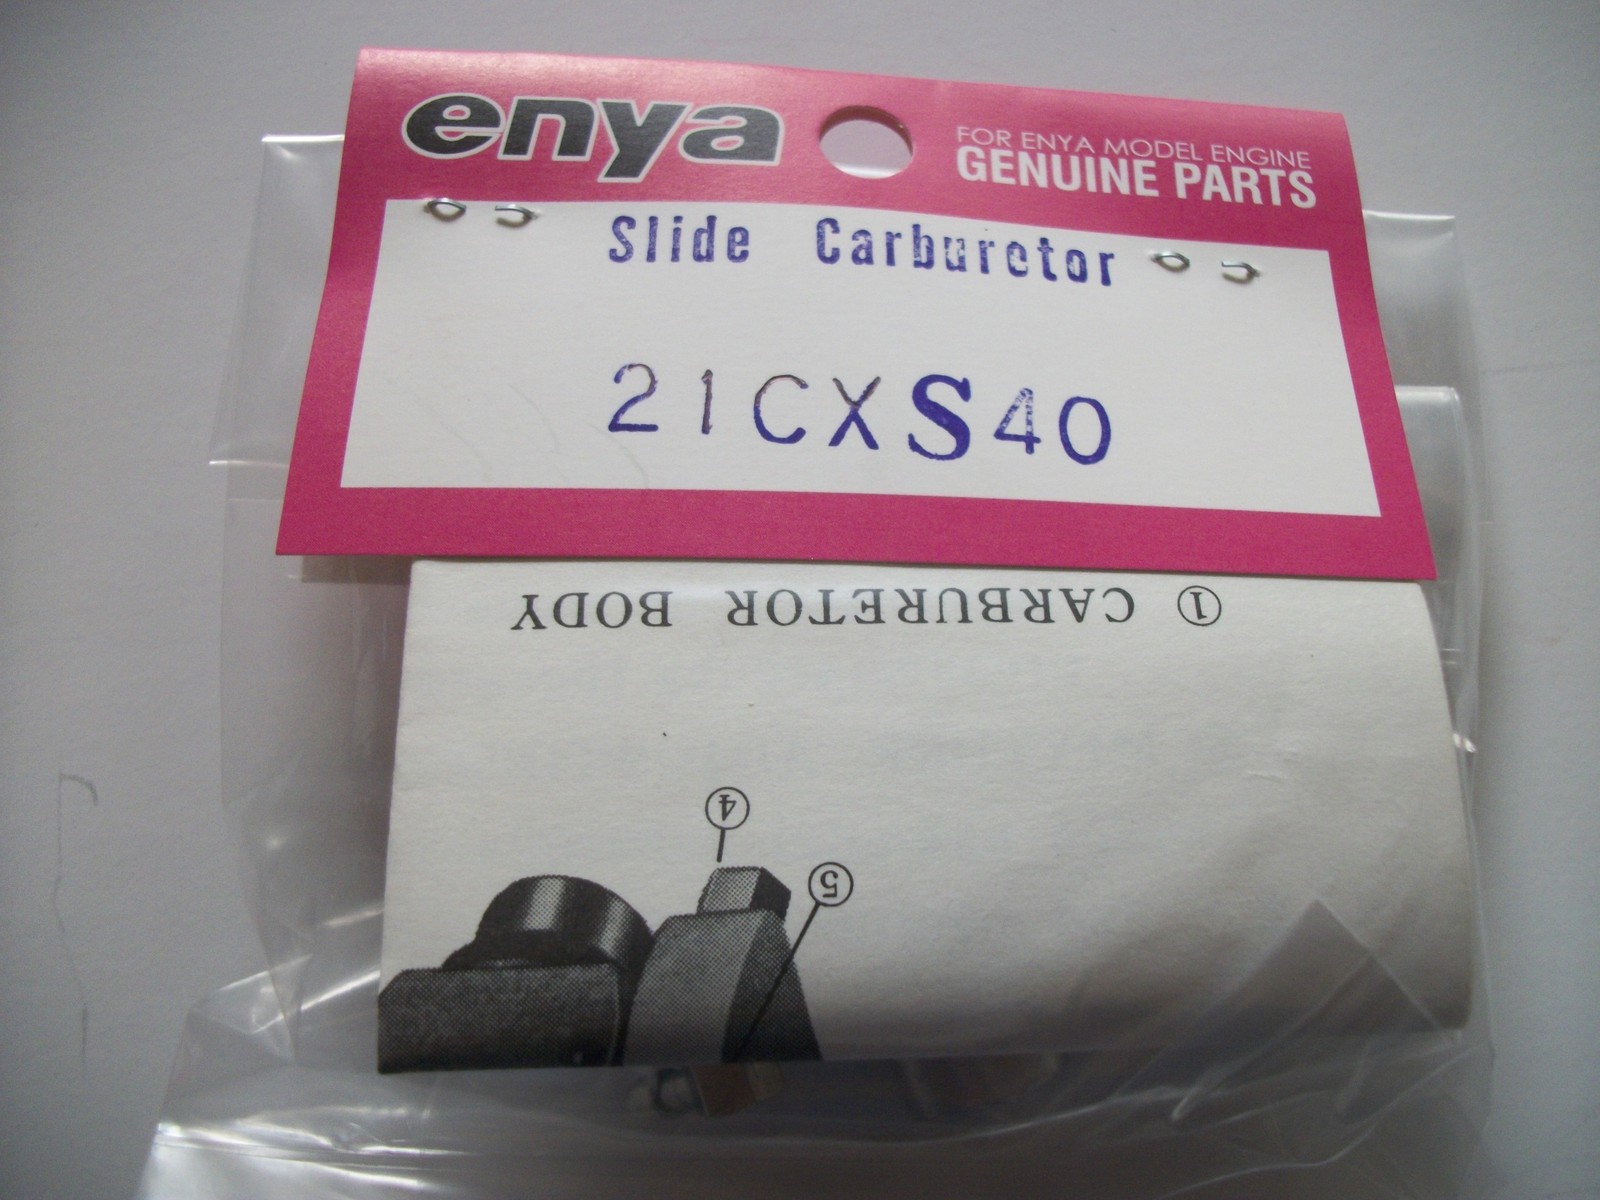 enya
FOR ENYA MODEL ENGINE
GENUINE PARTS
Slide Carburetor
21CXS40
① CARBURETOR BODY
④
⑤